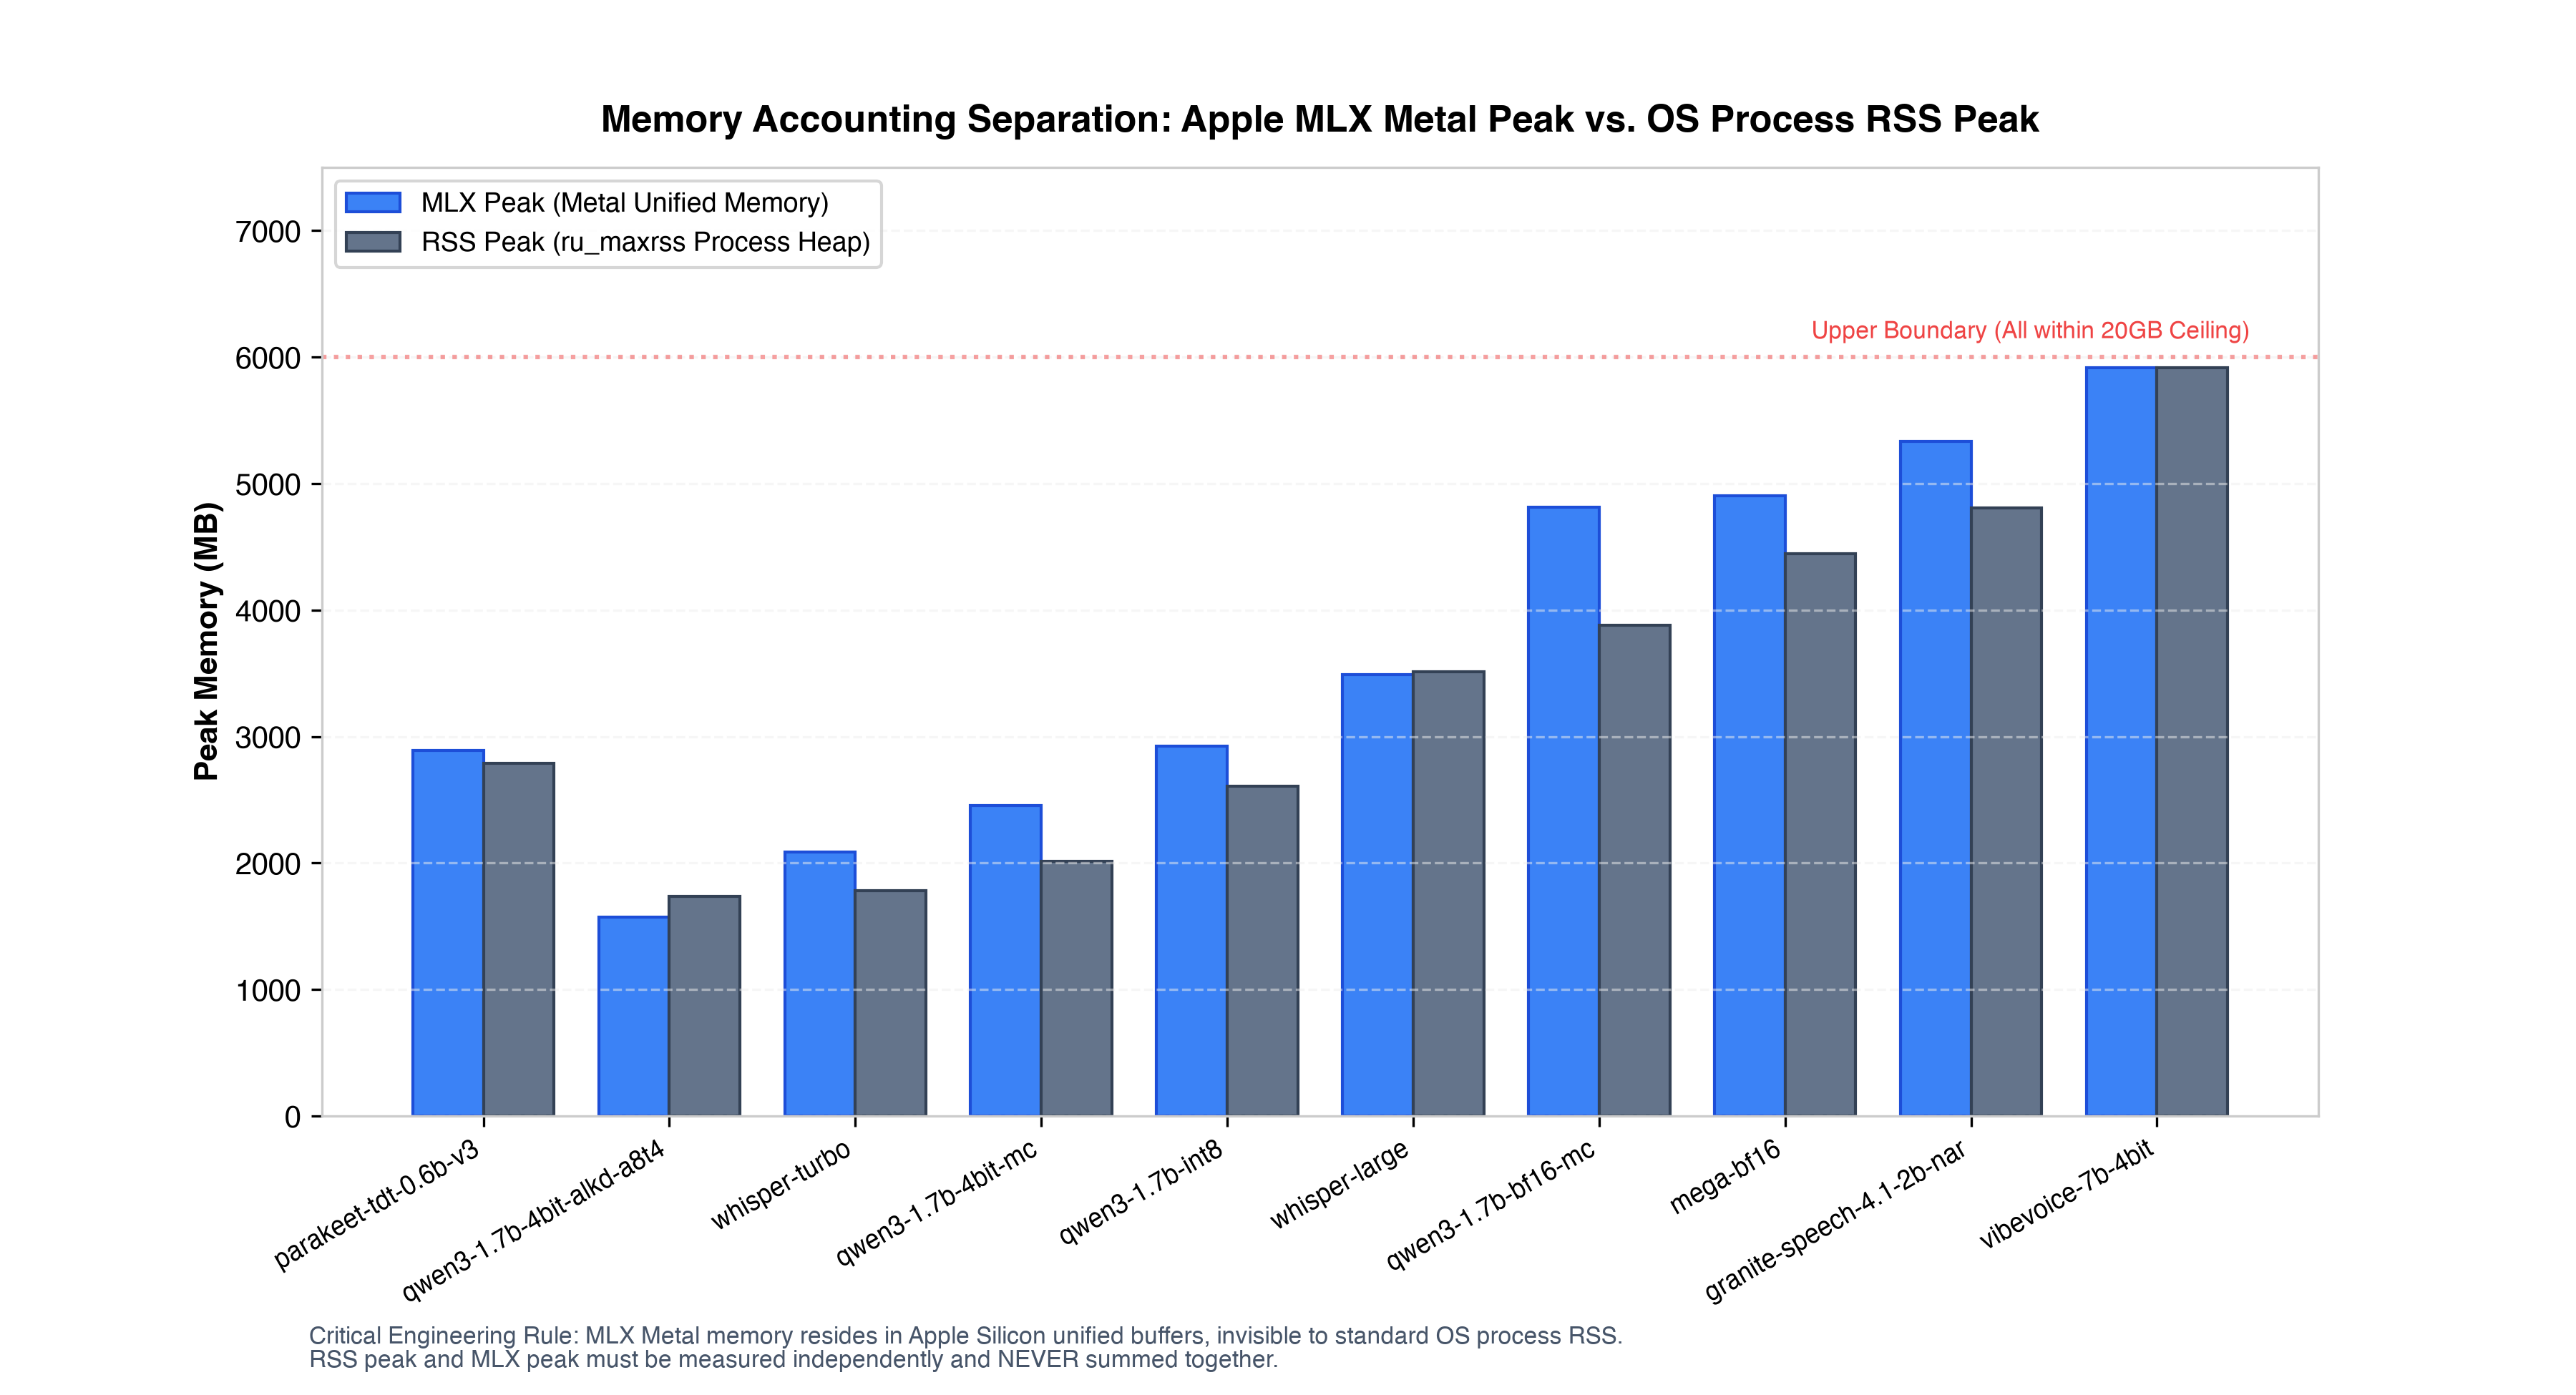 Memory Accounting Separation: Apple MLX Metal Peak vs. OS Process RSS Peak
MLX Peak (Metal Unified Memory)
RSS Peak (ru_maxrss Process Heap)
Upper Boundary (All within 20GB Ceiling)
Peak Memory (MB)
7000
6000
5000
4000
3000
2000
1000
0
parakeet-tdt-0.6b-v3
qwen3-1.7b-4bit-alkd-a8t4
whisper-turbo
qwen3-1.7b-4bit-mc
qwen3-1.7b-int8
whisper-large
qwen3-1.7b-bf16-mc
mega-bf16
granite-speech-4.1-2b-nar
vibevoice-7b-4bit
Critical Engineering Rule: MLX Metal memory resides in Apple Silicon unified buffers, invisible to standard OS process RSS.
RSS peak and MLX peak must be measured independently and NEVER summed together.